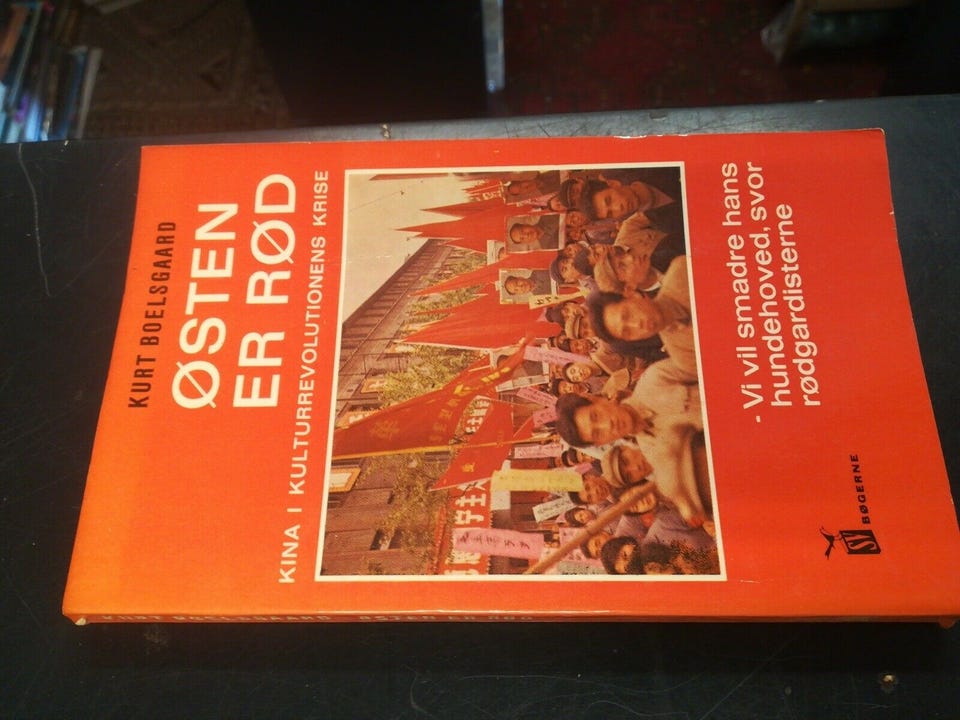 KURT BOELSGAARD
ØSTEN
ER RØD
KINA I KULTURREVOLUTIONENS KRISE
- Vi vil smadre hans
hundehoved, svor
rødgardisterne
SV
BØGERNE
KURT BOELSGAARD ØSTEN ER RØD